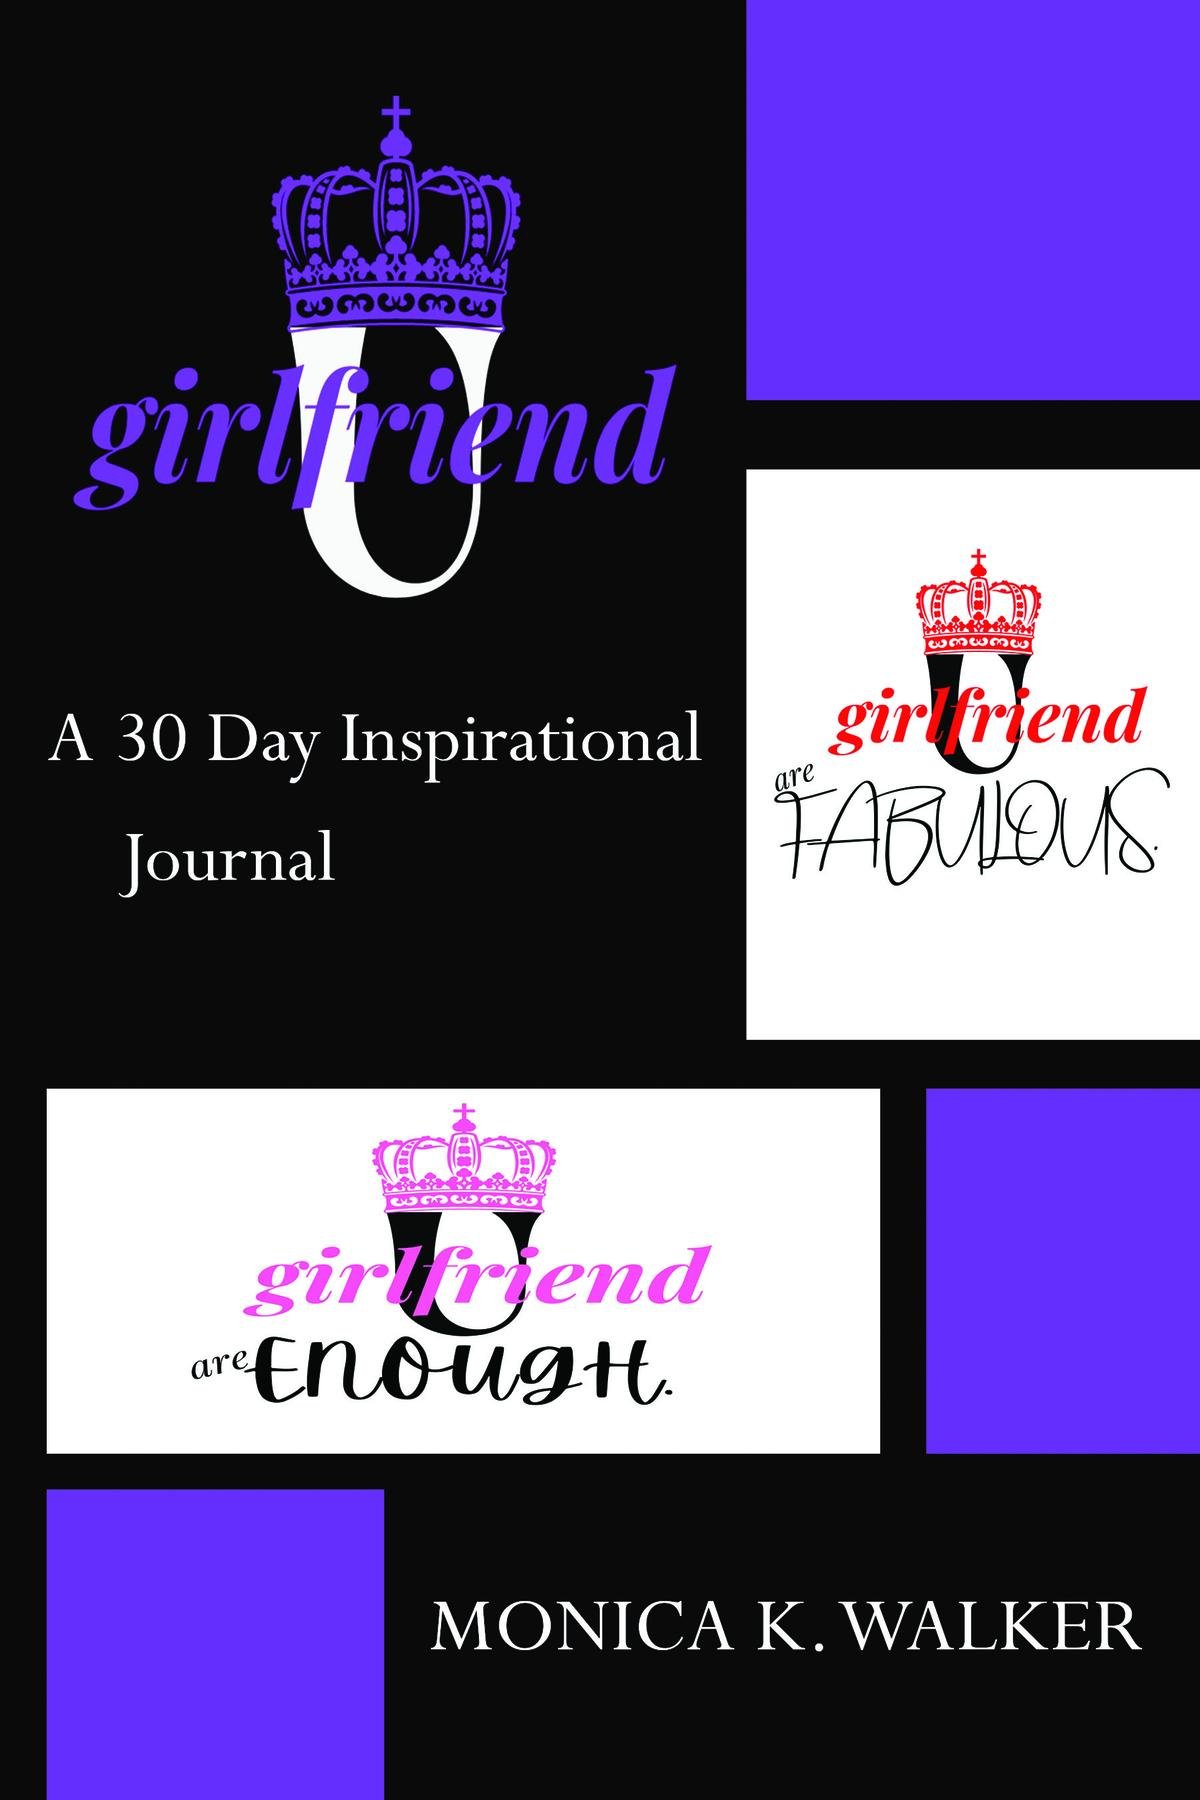 U
girlfriend
A 30 Day Inspirational
Journal
U
girlfriend
are
FABULOUS.
U
girlfriend
are ENOUGH.
MONICA K. WALKER